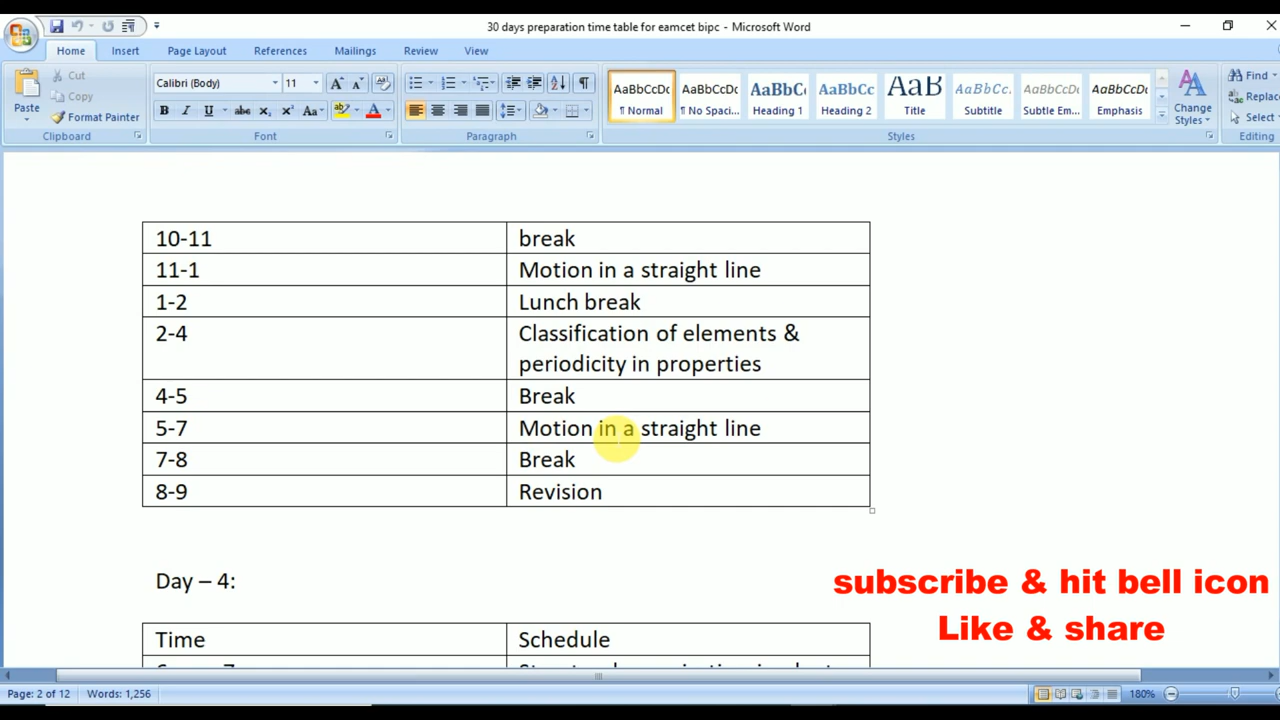 30 days preparation time table for eamcet bipc - Microsoft Word
Home Insert Page Layout References Mailings Review View
Paste
Cut
Copy
Format Painter
Clipboard
Calibri (Body) 11
B I U abc x₂ x² Aa
Font
Paragraph
AaBbCcDc AaBbCcDc AaBbC AaBbCc AaB AaBbCc. AaBbCcDc AaBbCcDc
¶ Normal ¶ No Spaci... Heading 1 Heading 2 Title Subtitle Subtle Em... Emphasis
Change
Styles
Styles
Find
Replac
Select
Editing
10-11 break
11-1 Motion in a straight line
1-2 Lunch break
2-4 Classification of elements &
periodicity in properties
4-5 Break
5-7 Motion in a straight line
7-8 Break
8-9 Revision
Day – 4:
Time Schedule
subscribe & hit bell icon
Like & share
Page: 2 of 12 Words: 1,256 180%